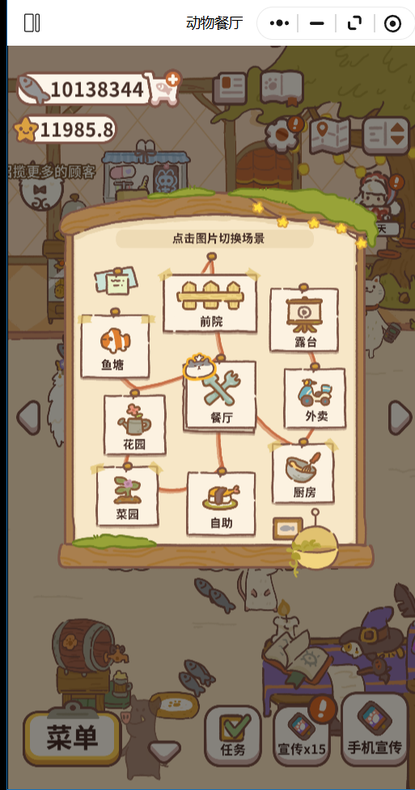 动物餐厅
10138344
11985.8
招揽更多的顾客
天
点击图片切换场景
前院
露台
鱼塘
餐厅
外卖
花园
厨房
菜园
自助
菜单
任务
宣传x15
手机宣传